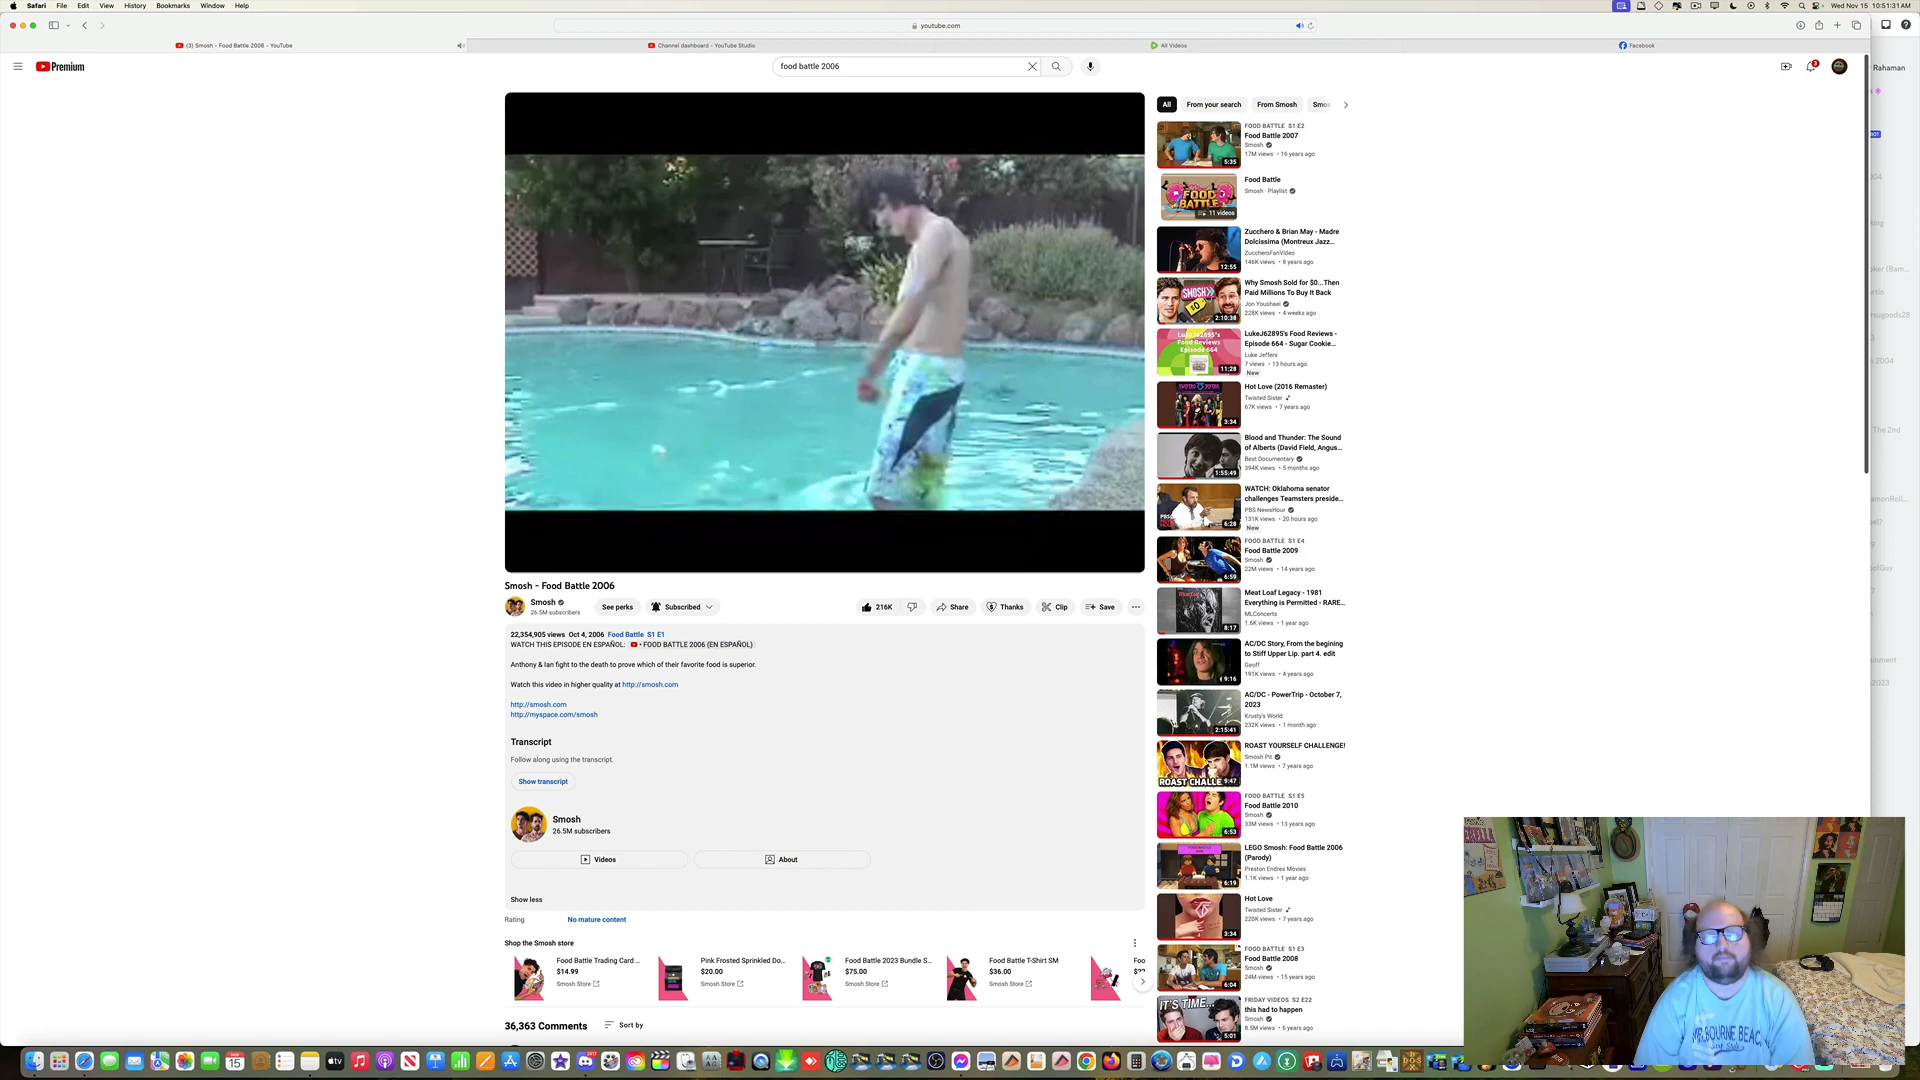 Safari File Edit View History Bookmarks Window Help
Wed Nov 15 10:51:31 AM
youtube.com
(3) Smosh - Food Battle 2006 - YouTube
Channel dashboard - YouTube Studio
All Videos
Facebook
Premium
food battle 2006
3
Rahaman
All From your search From Smosh Smos
FOOD BATTLE S1 E2
Food Battle 2007
Smosh
17M views • 16 years ago
5:35
Food Battle
Smosh · Playlist
FOOD BATTLE
11 videos
Zucchero & Brian May - Madre
Dolcissima (Montreux Jazz...
ZuccheroFanVideo
146K views • 8 years ago
12:55
Why Smosh Sold for $0...Then
Paid Millions To Buy It Back
Jon Youshaei
228K views • 4 weeks ago
SMOSH
2:10:38
LukeJ62895's Food Reviews -
Episode 664 - Sugar Cookie...
Luke Jeffers
7 views • 13 hours ago
New
LukeJ62895's
Food Reviews
Episode 664
11:28
Hot Love (2016 Remaster)
Twisted Sister
67K views • 7 years ago
3:34
Blood and Thunder: The Sound
of Alberts (David Field, Angus...
Best Documentary
394K views • 5 months ago
1:55:49
WATCH: Oklahoma senator
challenges Teamsters preside...
PBS NewsHour
131K views • 20 hours ago
New
6:28
FOOD BATTLE S1 E4
Food Battle 2009
Smosh
22M views • 14 years ago
6:59
Meat Loaf Legacy - 1981
Everything is Permitted - RARE...
MLConcerts
1.6K views • 1 year ago
8:17
AC/DC Story, From the begining
to Stiff Upper Lip. part 4. edit
Geoff
191K views • 4 years ago
9:16
AC/DC - PowerTrip - October 7,
2023
Krusty's World
232K views • 1 month ago
2:15:41
ROAST YOURSELF CHALLENGE!
Smosh Pit
1.1M views • 7 years ago
ROAST CHALLE
9:47
FOOD BATTLE S1 E5
Food Battle 2010
Smosh
33M views • 13 years ago
6:53
LEGO Smosh: Food Battle 2006
(Parody)
Preston Endres Movies
1.1K views • 1 year ago
6:19
Hot Love
Twisted Sister
220K views • 7 years ago
3:34
FOOD BATTLE S1 E3
Food Battle 2008
Smosh
24M views • 15 years ago
6:04
FRIDAY VIDEOS S2 E22
this had to happen
Smosh
8.5M views • 6 years ago
IT'S TIME...
5:01
Smosh - Food Battle 2006
Smosh
26.5M subscribers
See perks
Subscribed
216K
Share
Thanks
Clip
Save
22,354,905 views Oct 4, 2006 Food Battle S1 E1
WATCH THIS EPISODE EN ESPAÑOL: • FOOD BATTLE 2006 (EN ESPAÑOL)
Anthony & Ian fight to the death to prove which of their favorite food is superior.
Watch this video in higher quality at http://smosh.com
http://smosh.com
http://myspace.com/smosh
Transcript
Follow along using the transcript.
Show transcript
Smosh
26.5M subscribers
Videos
About
Show less
Rating No mature content
Shop the Smosh store
Food Battle Trading Card ...
$14.99
Smosh Store
Pink Frosted Sprinkled Do...
$20.00
Smosh Store
Food Battle 2023 Bundle S...
$75.00
Smosh Store
Food Battle T-Shirt SM
$36.00
Smosh Store
Foo
36,363 Comments
Sort by